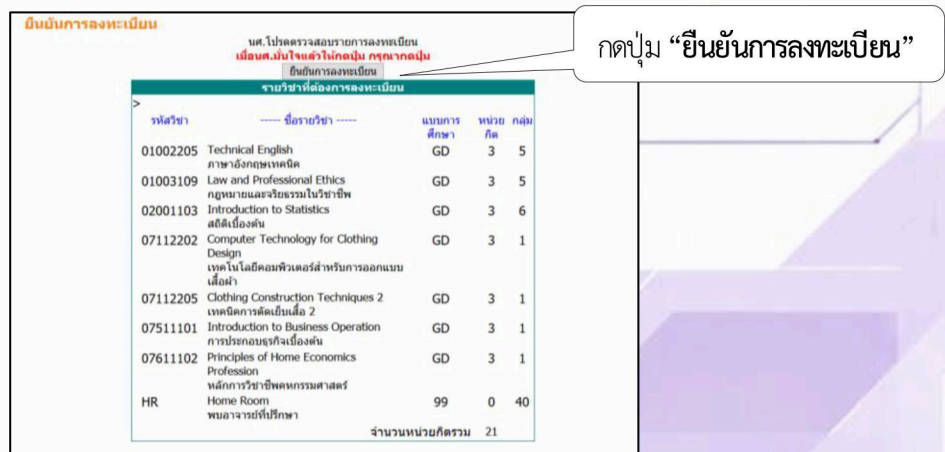 ยืนยันการลงทะเบียน
กดปุ่ม “ยืนยันการลงทะเบียน”
นศ.โปรดตรวจสอบรายการลงทะเบียน
เมื่อนศ.มั่นใจแล้วให้กดปุ่ม กรุณากดปุ่ม
ยืนยันการลงทะเบียน
รายวิชาที่ต้องการลงทะเบียน
>
รหัสวิชา ----- ชื่อรายวิชา ----- แบบการ หน่วย กลุ่ม
ศึกษา กิต
01002205 Technical English GD 3 5
ภาษาอังกฤษเทคนิค
01003109 Law and Professional Ethics GD 3 5
กฎหมายและจริยธรรมในวิชาชีพ
02001103 Introduction to Statistics GD 3 6
สถิติเบื้องต้น
07112202 Computer Technology for Clothing GD 3 1
Design
เทคโนโลยีคอมพิวเตอร์สำหรับการออกแบบ
เสื้อผ้า
07112205 Clothing Construction Techniques 2 GD 3 1
เทคนิคการตัดเย็บเสื้อ 2
07511101 Introduction to Business Operation GD 3 1
การประกอบธุรกิจเบื้องต้น
07611102 Principles of Home Economics GD 3 1
Profession
หลักการวิชาชีพคหกรรมศาสตร์
HR Home Room 99 0 40
พบอาจารย์ที่ปรึกษา
จำนวนหน่วยกิตรวม 21